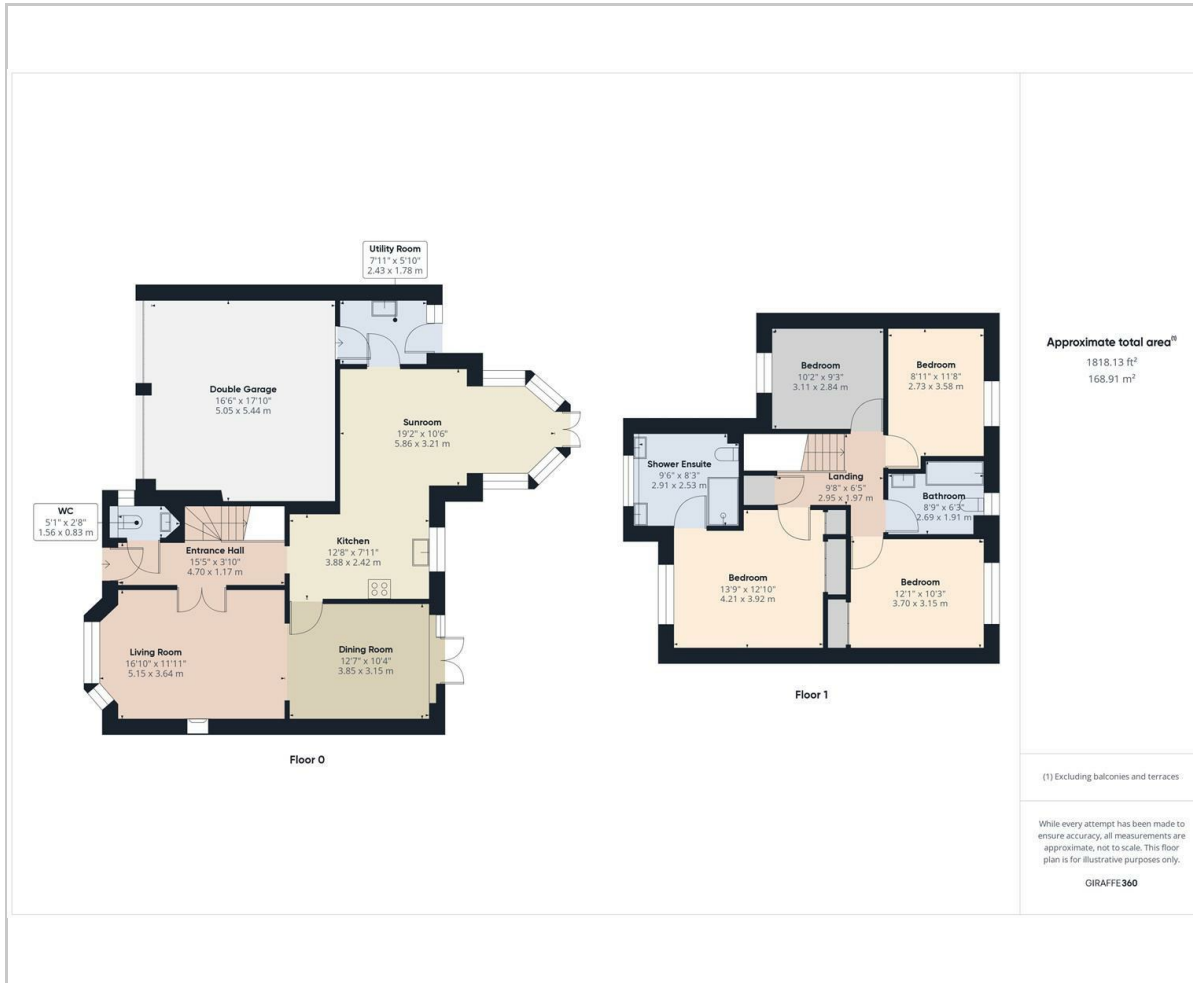 Utility Room
7'11" x 5'10"
2.43 x 1.78 m
Double Garage
16'6" x 17'10"
5.05 x 5.44 m
Sunroom
19'2" x 10'6"
5.86 x 3.21 m
WC
5'1" x 2'8"
1.56 x 0.83 m
Entrance Hall
15'5" x 3'10"
4.70 x 1.17 m
Kitchen
12'8" x 7'11"
3.88 x 2.42 m
Living Room
16'10" x 11'11"
5.15 x 3.64 m
Dining Room
12'7" x 10'4"
3.85 x 3.15 m
Floor 0
Bedroom
10'2" x 9'3"
3.11 x 2.84 m
Bedroom
8'11" x 11'8"
2.73 x 3.58 m
Shower Ensuite
9'6" x 8'3"
2.91 x 2.53 m
Landing
9'8" x 6'5"
2.95 x 1.97 m
Bathroom
8'9" x 6'3"
2.69 x 1.91 m
Bedroom
13'9" x 12'10"
4.21 x 3.92 m
Bedroom
12'1" x 10'3"
3.70 x 3.15 m
Floor 1
Approximate total area(1)
1818.13 ft²
168.91 m²
(1) Excluding balconies and terraces
While every attempt has been made to
ensure accuracy, all measurements are
approximate, not to scale. This floor
plan is for illustrative purposes only.
GIRAFFE360